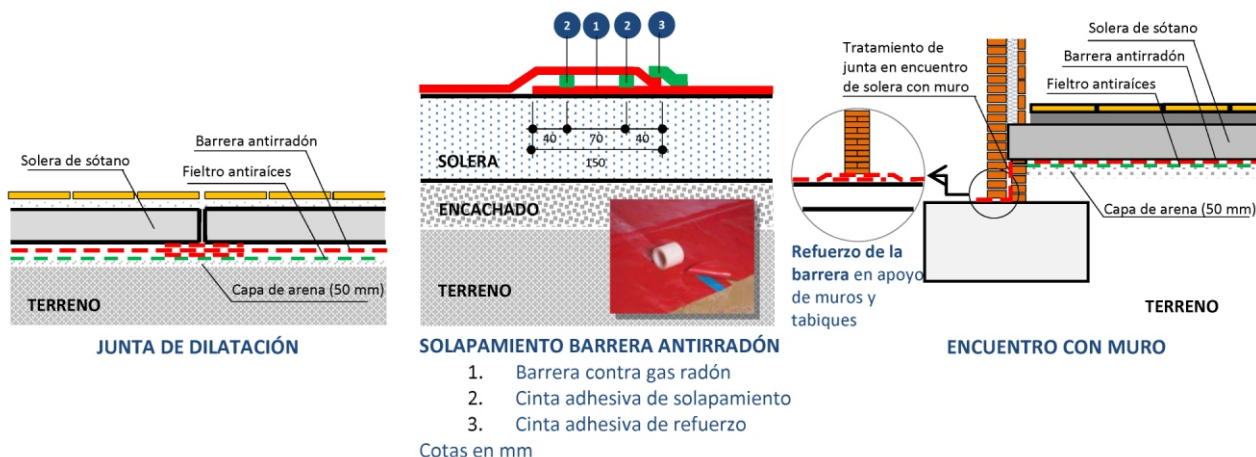 Barrera antirradón
Solera de sótano
Fieltro antiraíces
Capa de arena (50 mm)
TERRENO
JUNTA DE DILATACIÓN
2
1
2
3
40
70
40
150
SOLERA
ENCACHADO
TERRENO
SOLAPAMIENTO BARRERA ANTIRRADÓN
1. Barrera contra gas radón
2. Cinta adhesiva de solapamiento
3. Cinta adhesiva de refuerzo
Cotas en mm
Solera de sótano
Tratamiento de
junta en encuentro
de solera con muro
Barrera antirradón
Fieltro antiraíces
Capa de arena (50 mm)
Refuerzo de la
barrera en apoyo
de muros y
tabiques
TERRENO
ENCUENTRO CON MURO